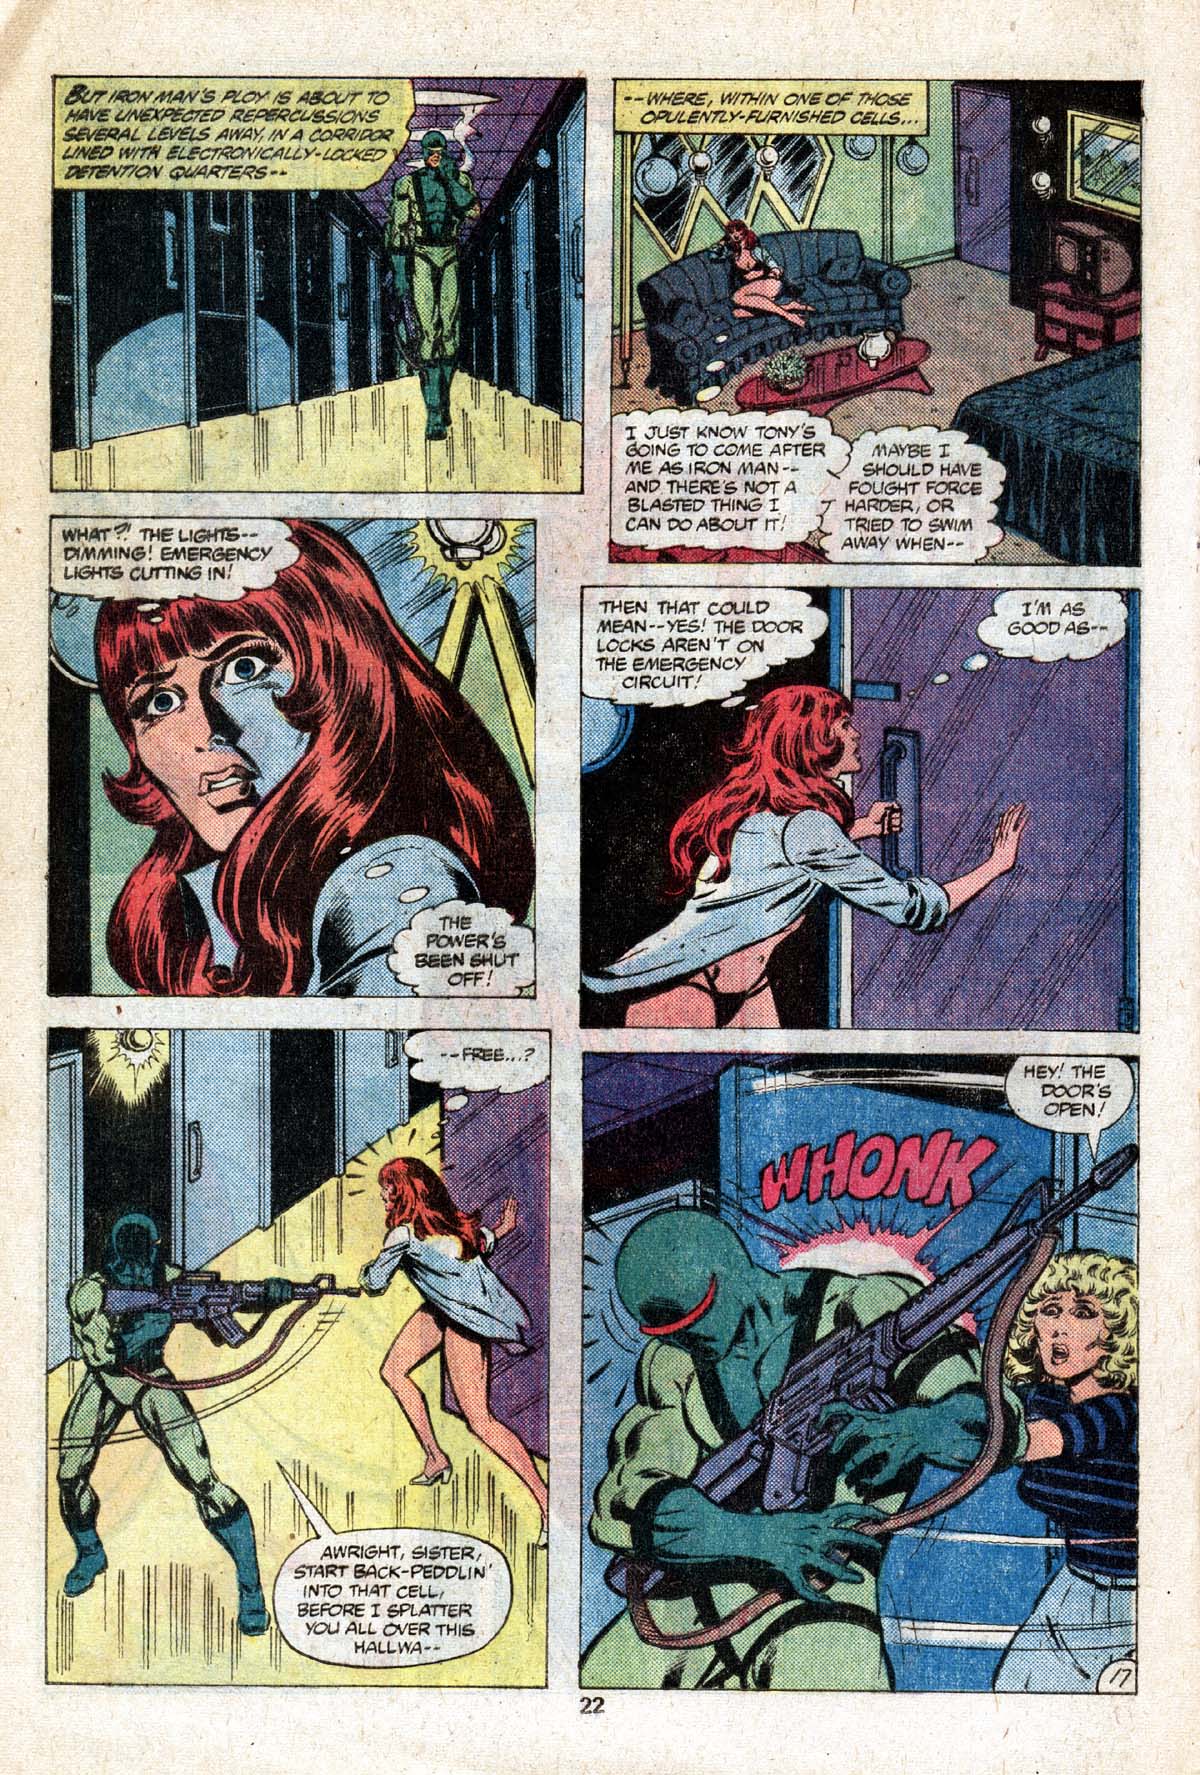 BUT IRON MAN'S PLOY IS ABOUT TO
HAVE UNEXPECTED REPERCUSSIONS
SEVERAL LEVELS AWAY, IN A CORRIDOR
LINED WITH ELECTRONICALLY-LOCKED
DETENTION QUARTERS--
--WHERE, WITHIN ONE OF THOSE
OPULENTLY-FURNISHED CELLS...
I JUST KNOW TONY'S
GOING TO COME AFTER
ME AS IRON MAN--
AND THERE'S NOT A
BLASTED THING I
CAN DO ABOUT IT!
MAYBE I
SHOULD HAVE
FOUGHT FORCE
HARDER, OR
TRIED TO SWIM
AWAY WHEN--
WHAT?! THE LIGHTS--
DIMMING! EMERGENCY
LIGHTS CUTTING IN!
THE
POWER'S
BEEN SHUT
OFF!
THEN THAT COULD
MEAN--YES! THE DOOR
LOCKS AREN'T ON
THE EMERGENCY
CIRCUIT!
I'M AS
GOOD AS--
--FREE...?
AWRIGHT, SISTER,
START BACK-PEDDLIN'
INTO THAT CELL,
BEFORE I SPLATTER
YOU ALL OVER THIS
HALLWA--
HEY! THE
DOOR'S
OPEN!
WHONK
17
22